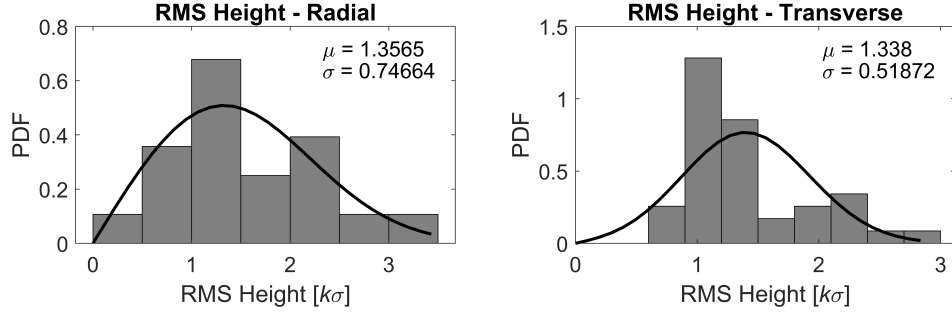 RMS Height - Radial
μ = 1.3565
σ = 0.74664
PDF
0.8
0.6
0.4
0.2
0
0 1 2 3
RMS Height [kσ]
RMS Height - Transverse
μ = 1.338
σ = 0.51872
PDF
1.5
1
0.5
0
0 1 2 3
RMS Height [kσ]